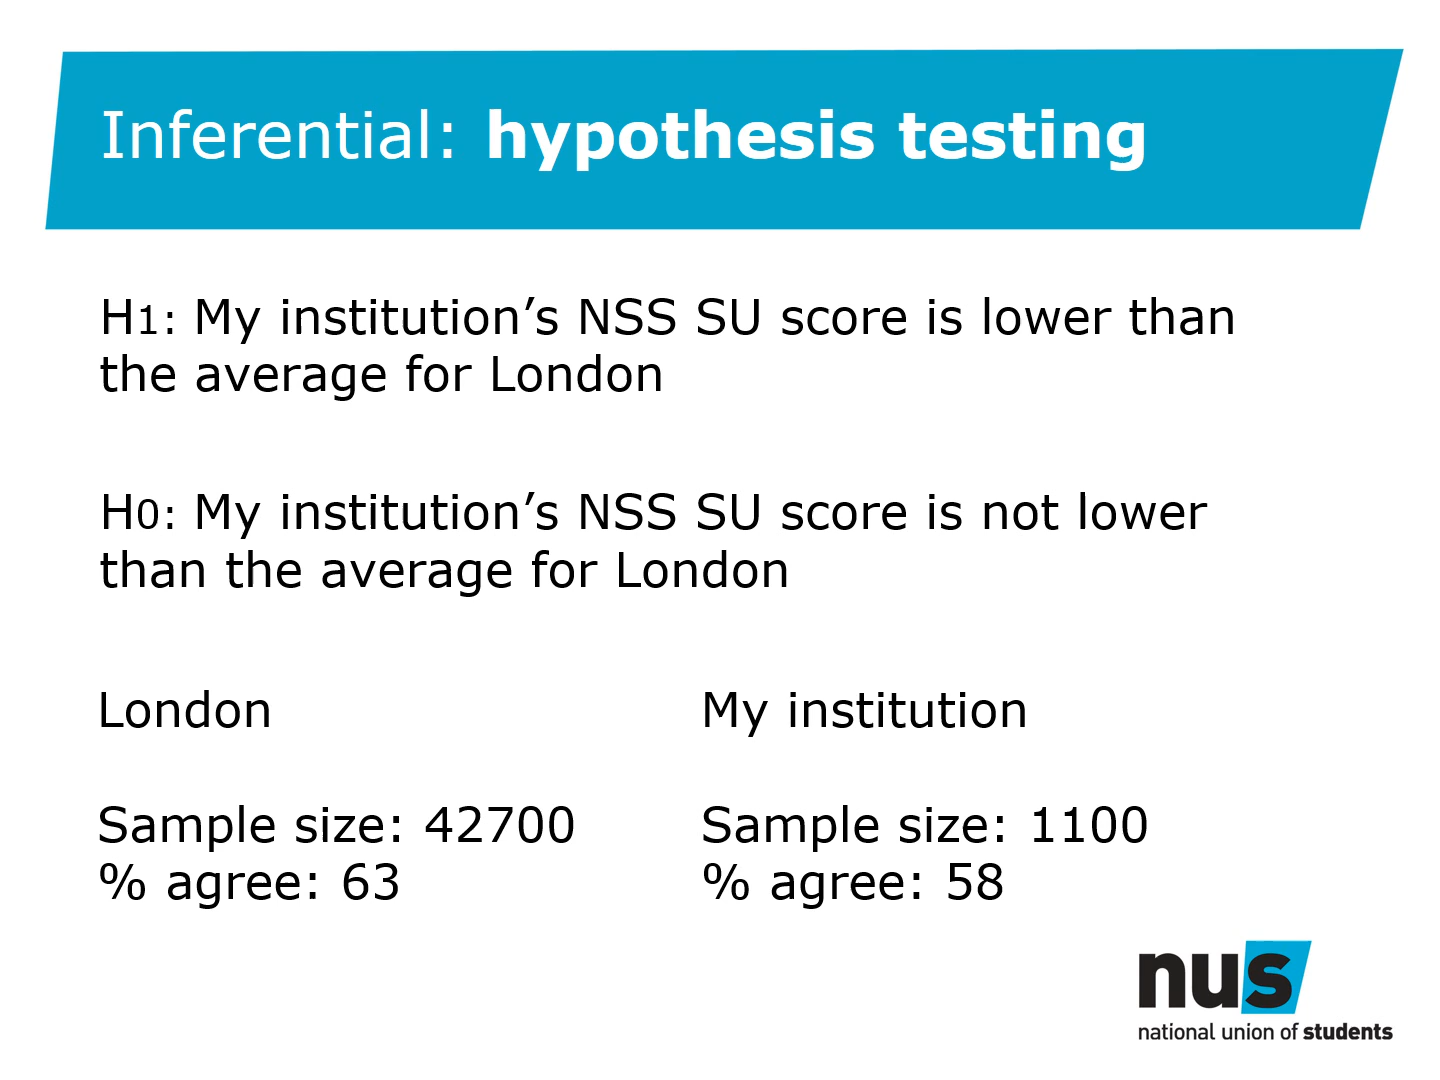 Inferential: hypothesis testing
H1: My institution’s NSS SU score is lower than
the average for London
H0: My institution’s NSS SU score is not lower
than the average for London
London
Sample size: 42700
% agree: 63
My institution
Sample size: 1100
% agree: 58
nus
national union of students